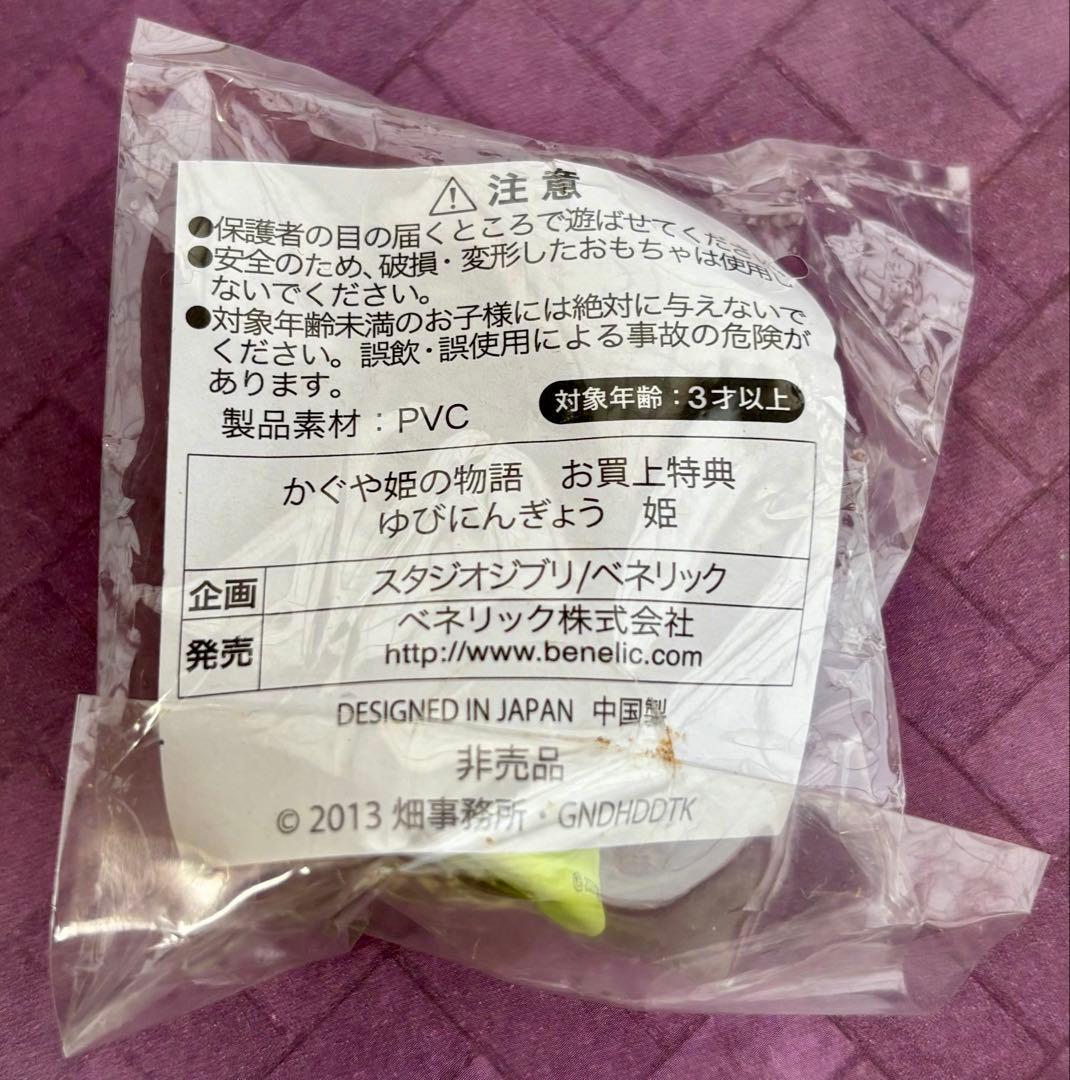 ⚠ 注意
●保護者の目の届くところで遊ばせてくださ
●安全のため、破損・変形したおもちゃは使用し
ないでください。
●対象年齢未満のお子様には絶対に与えないで
ください。誤飲・誤使用による事故の危険が
あります。
製品素材：PVC
対象年齢：3才以上
かぐや姫の物語　お買上特典
ゆびにんぎょう　姫
企画 スタジオジブリ/ベネリック
発売 ベネリック株式会社
http://www.benelic.com
DESIGNED IN JAPAN 中国製
非売品
© 2013 畑事務所・GNDHDDTK